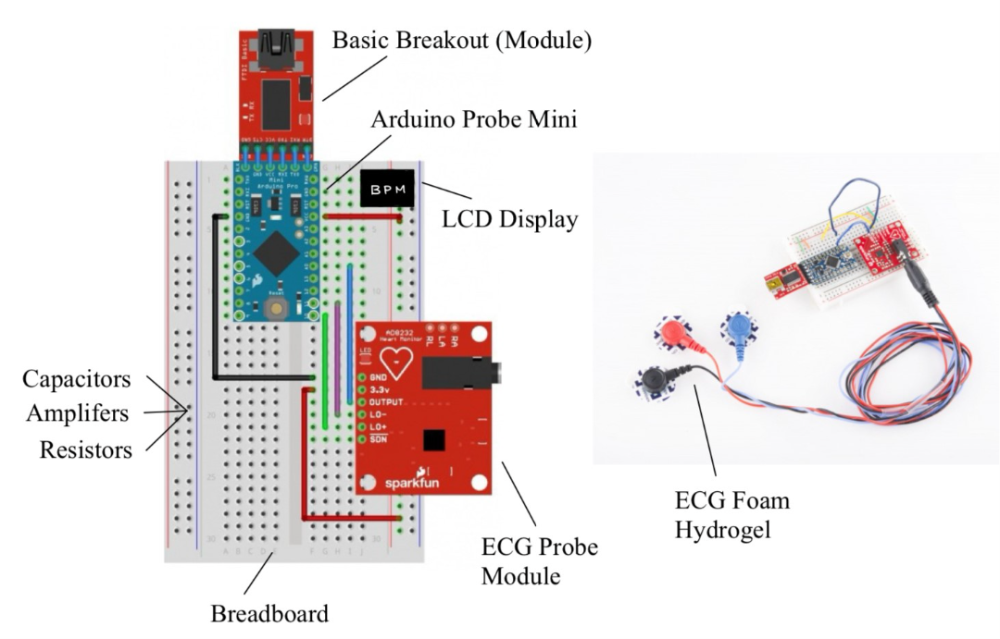 Basic Breakout (Module)
FTDI Basic
Arduino Probe Mini
Mini
Arduino Pro
BPM
LCD Display
Reset
AD8232
Heart Monitor
RL
LA
RA
LED
GND
3.3v
OUTPUT
LO-
LO+
SDN
sparkfun
Capacitors
Amplifers
Resistors
ECG Probe
Module
Breadboard
ECG Foam
Hydrogel